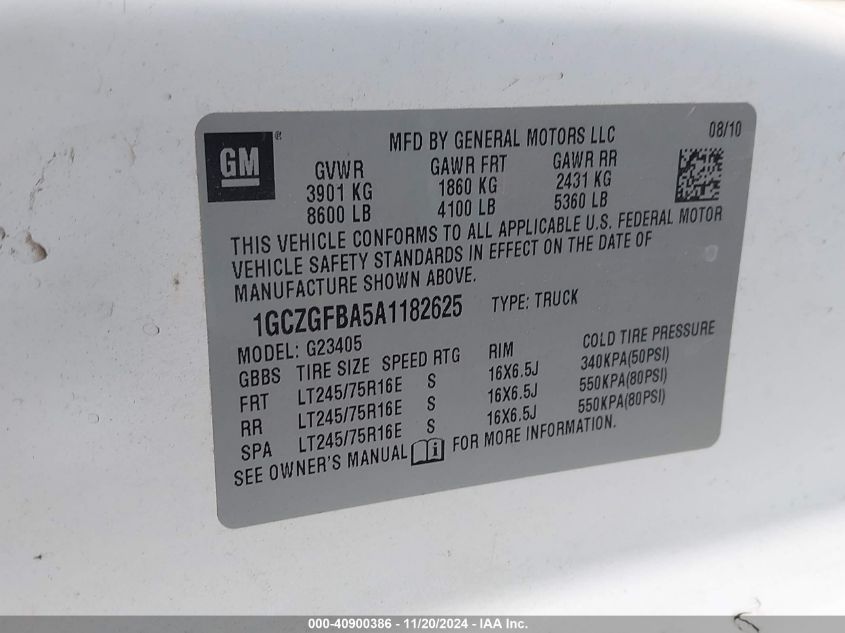 GM ®
MFD BY GENERAL MOTORS LLC 08/10
GVWR GAWR FRT GAWR RR
3901 KG 1860 KG 2431 KG
8600 LB 4100 LB 5360 LB
THIS VEHICLE CONFORMS TO ALL APPLICABLE U.S. FEDERAL MOTOR
VEHICLE SAFETY STANDARDS IN EFFECT ON THE DATE OF
MANUFACTURE SHOWN ABOVE.
1GCZGFBA5A1182625 TYPE: TRUCK
MODEL: G23405
GBBS TIRE SIZE SPEED RTG RIM COLD TIRE PRESSURE
FRT LT245/75R16E S 16X6.5J 340KPA(50PSI)
RR LT245/75R16E S 16X6.5J 550KPA(80PSI)
SPA LT245/75R16E S 16X6.5J 550KPA(80PSI)
SEE OWNER'S MANUAL i FOR MORE INFORMATION.
000-40900386 - 11/20/2024 - IAA Inc.